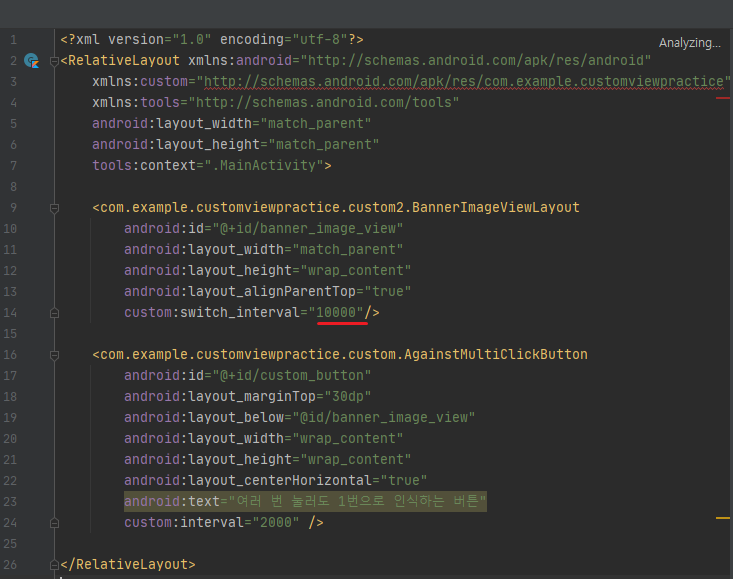 Analyzing...
1 <?xml version="1.0" encoding="utf-8"?>
2 <RelativeLayout xmlns:android="http://schemas.android.com/apk/res/android"
3 xmlns:custom="http://schemas.android.com/apk/res/com.example.customviewpractice"
4 xmlns:tools="http://schemas.android.com/tools"
5 android:layout_width="match_parent"
6 android:layout_height="match_parent"
7 tools:context=".MainActivity">
8
9 <com.example.customviewpractice.custom2.BannerImageViewLayout
10 android:id="@+id/banner_image_view"
11 android:layout_width="match_parent"
12 android:layout_height="wrap_content"
13 android:layout_alignParentTop="true"
14 custom:switch_interval="10000"/>
15
16 <com.example.customviewpractice.custom.AgainstMultiClickButton
17 android:id="@+id/custom_button"
18 android:layout_marginTop="30dp"
19 android:layout_below="@id/banner_image_view"
20 android:layout_width="wrap_content"
21 android:layout_height="wrap_content"
22 android:layout_centerHorizontal="true"
23 android:text="여러 번 눌러도 1번으로 인식하는 버튼"
24 custom:interval="2000" />
25
26 </RelativeLayout>